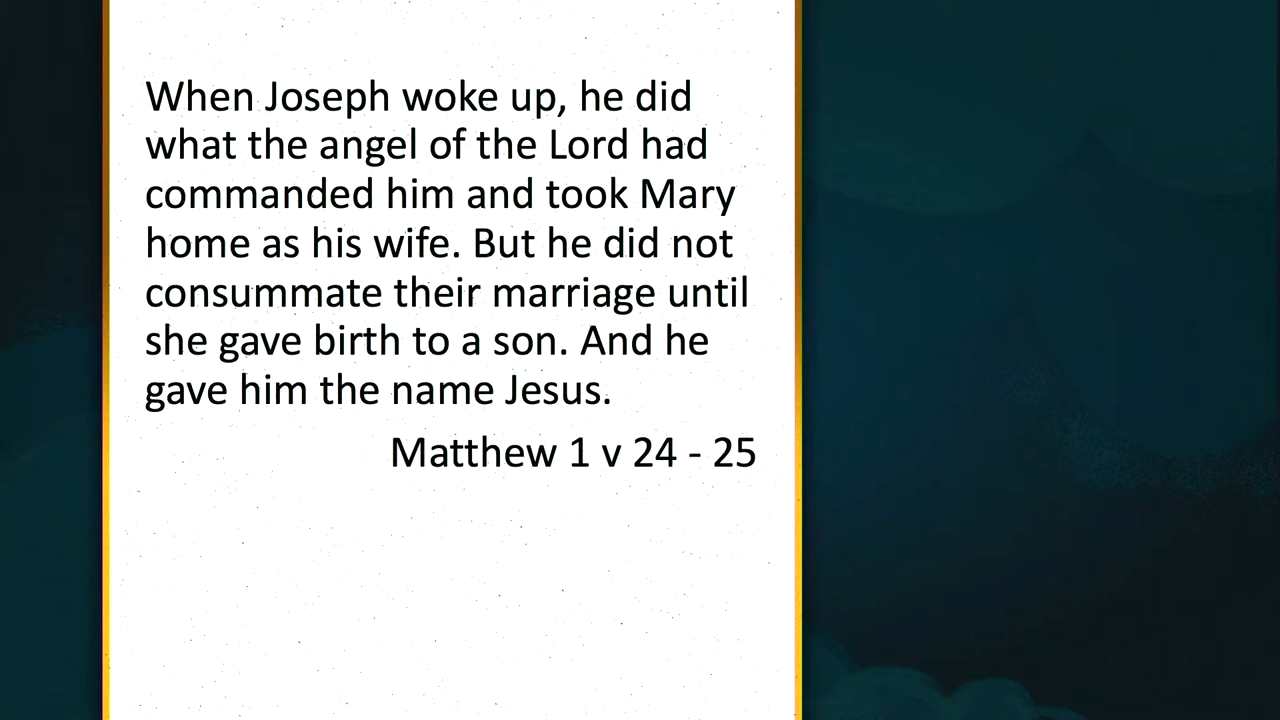 When Joseph woke up, he did
what the angel of the Lord had
commanded him and took Mary
home as his wife. But he did not
consummate their marriage until
she gave birth to a son. And he
gave him the name Jesus.
Matthew 1 v 24 - 25